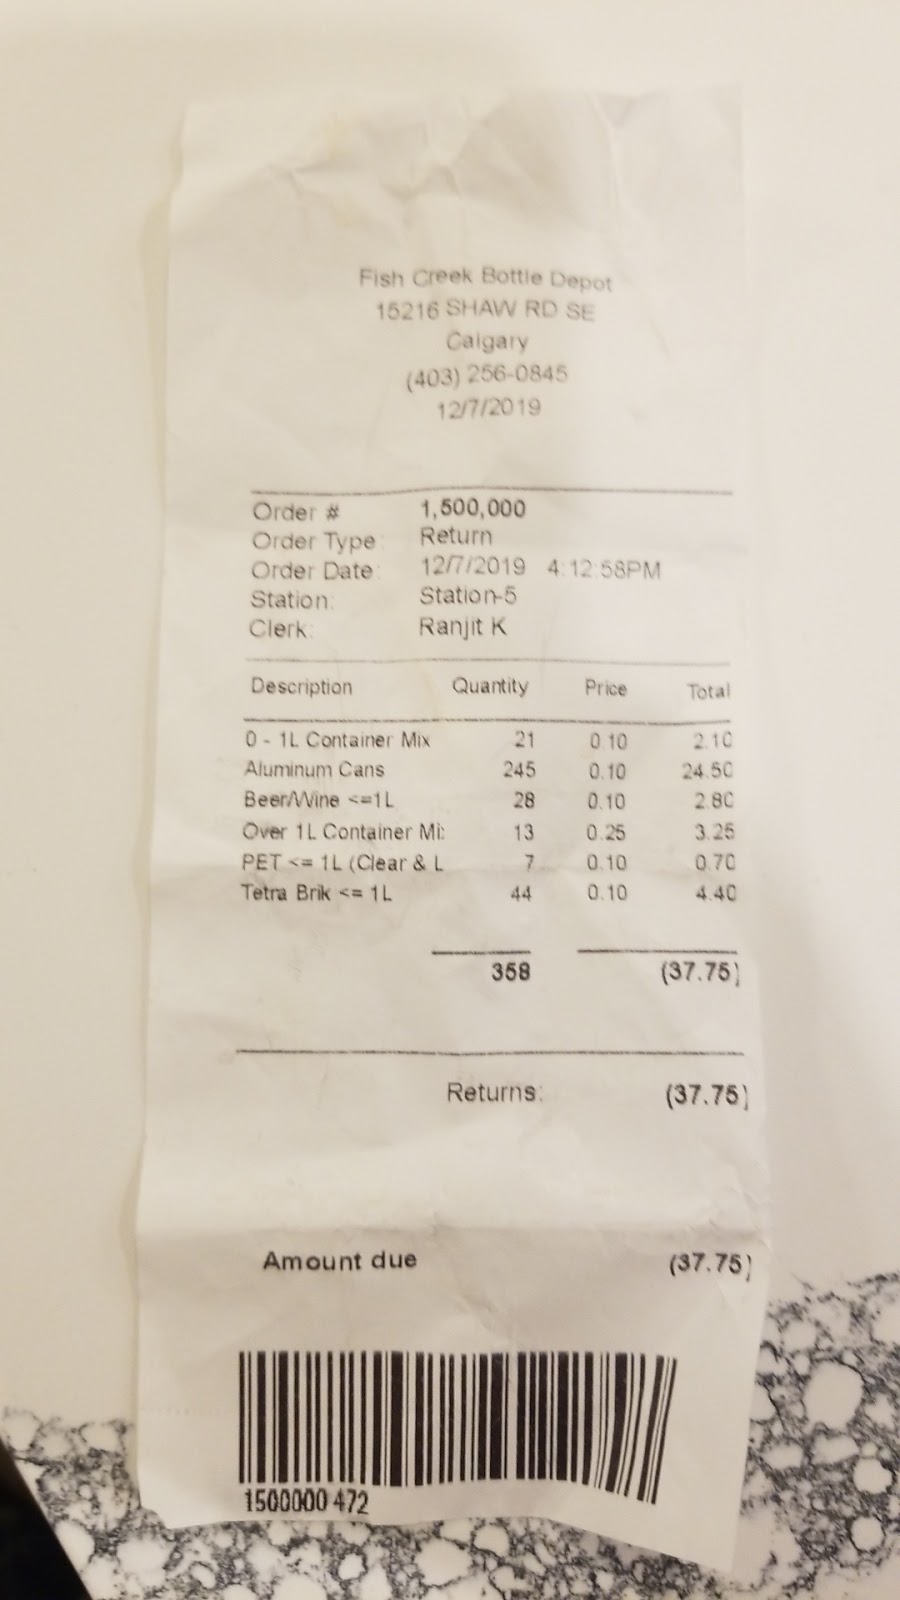 Fish Creek Bottle Depot
15216 SHAW RD SE
Calgary
(403) 256-0845
12/7/2019
Order # 1,500,000
Order Type: Return
Order Date: 12/7/2019 4:12:58PM
Station: Station-5
Clerk: Ranjit K
Description Quantity Price Total
0 - 1L Container Mix 21 0.10 2.10
Aluminum Cans 245 0.10 24.50
Beer/Wine <=1L 28 0.10 2.80
Over 1L Container Mi: 13 0.25 3.25
PET <= 1L (Clear & L 7 0.10 0.70
Tetra Brik <= 1L 44 0.10 4.40
358 (37.75)
Returns: (37.75)
Amount due (37.75)
1500000 472